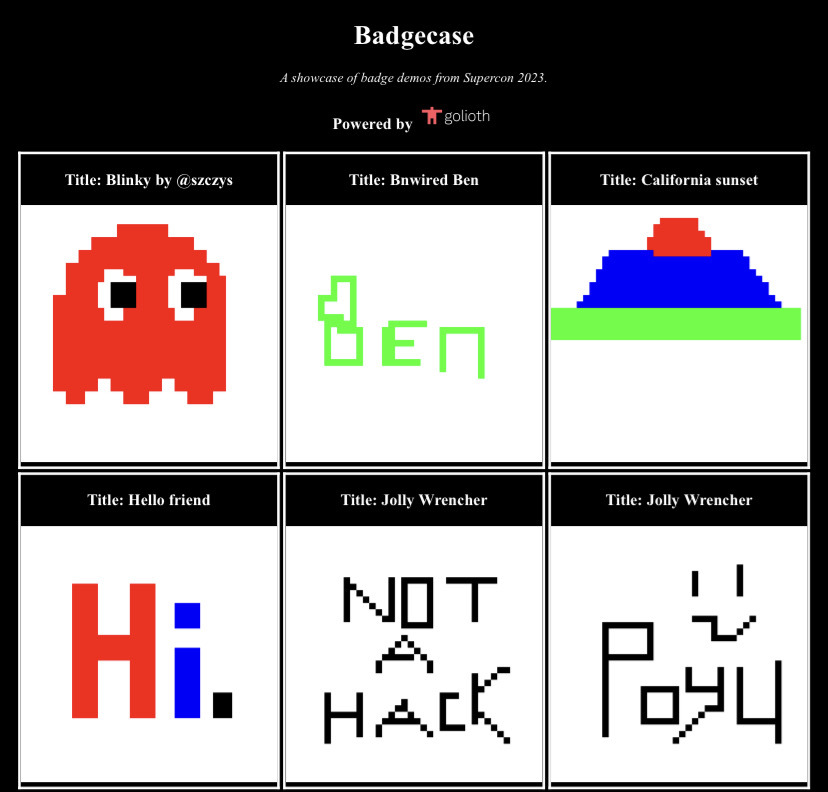 Badgecase
A showcase of badge demos from Supercon 2023.
Powered by golioth
Title: Blinky by @szczys
Title: Bnwired Ben
BEn
Title: California sunset
Title: Hello friend
Hi.
Title: Jolly Wrencher
NOT
A
HACK
Title: Jolly Wrencher